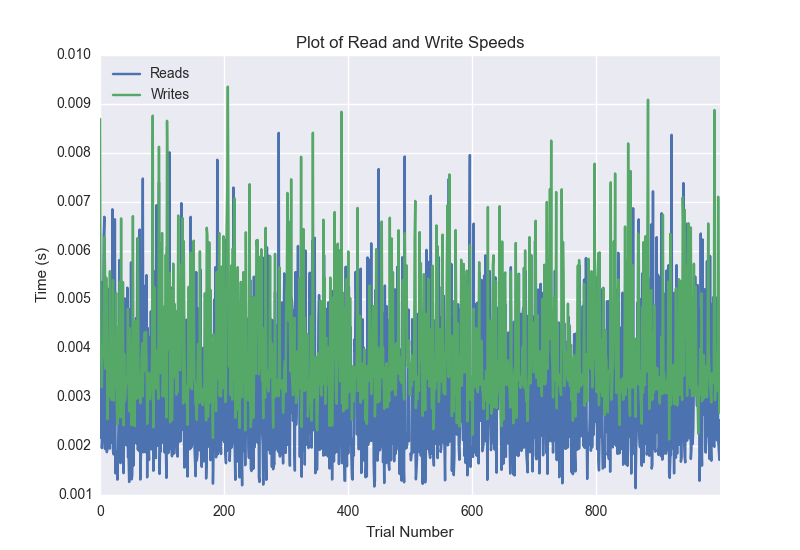 Plot of Read and Write Speeds
0.010
0.009
0.008
0.007
0.006
0.005
0.004
0.003
0.002
0.001
Time (s)
Reads
Writes
0 200 400 600 800
Trial Number